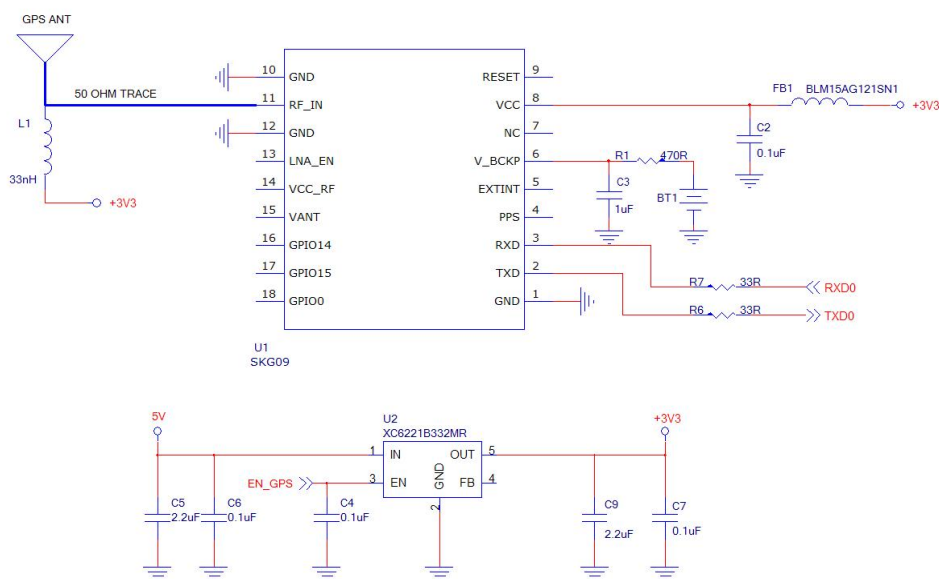 GPS ANT
50 OHM TRACE
L1
33nH
+3V3
10 GND
11 RF_IN
12 GND
13 LNA_EN
14 VCC_RF
15 VANT
16 GPIO14
17 GPIO15
18 GPIO0
RESET 9
VCC 8
NC 7
V_BCKP 6
EXTINT 5
PPS 4
RXD 3
TXD 2
GND 1
U1
SKG09
FB1 BLM15AG121SN1
+3V3
C2
0.1uF
R1 470R
C3
1uF
BT1
R7 33R RXD0
R6 33R TXD0
5V
C5
2.2uF
C6
0.1uF
EN_GPS
C4
0.1uF
U2
XC6221B332MR
1 IN
3 EN
GND
2
OUT 5
FB 4
+3V3
C9
2.2uF
C7
0.1uF